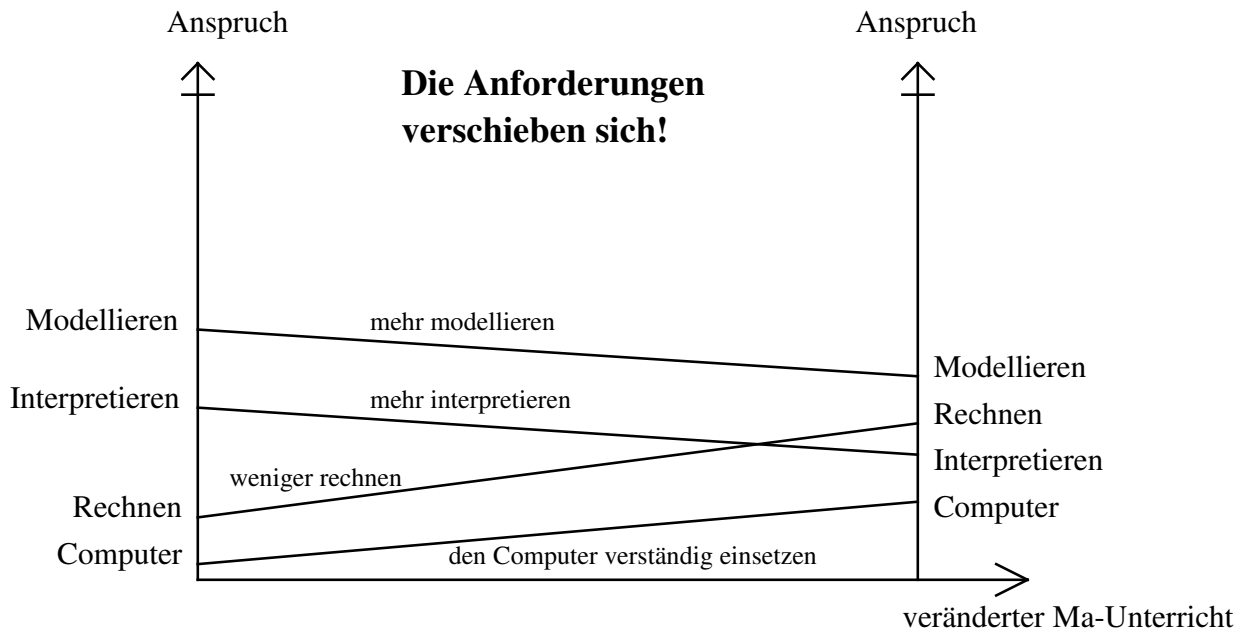 Anspruch
Anspruch
Die Anforderungen
verschieben sich!
Modellieren
mehr modellieren
Modellieren
Interpretieren
mehr interpretieren
Rechnen
weniger rechnen
Interpretieren
Rechnen
Computer
Computer
den Computer verständig einsetzen
veränderter Ma-Unterricht